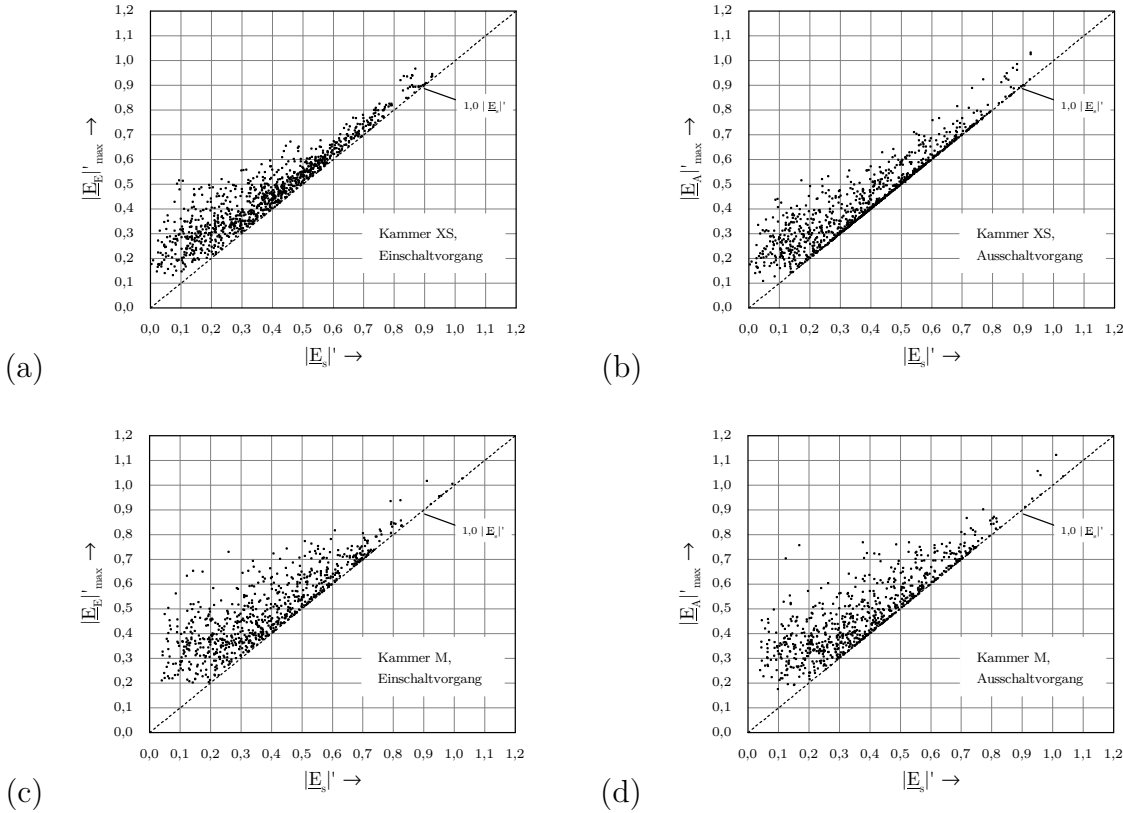 1,2
1,1
1,0
0,9
0,8
0,7
0,6
0,5
0,4
0,3
0,2
0,1
0,0
|E_E|'max →
1,0 |E_s|'
Kammer XS,
Einschaltvorgang
0,0 0,1 0,2 0,3 0,4 0,5 0,6 0,7 0,8 0,9 1,0 1,1 1,2
|E_s|' →
(a)
1,2
1,1
1,0
0,9
0,8
0,7
0,6
0,5
0,4
0,3
0,2
0,1
0,0
|E_A|'max →
1,0 |E_s|'
Kammer XS,
Ausschaltvorgang
0,0 0,1 0,2 0,3 0,4 0,5 0,6 0,7 0,8 0,9 1,0 1,1 1,2
|E_s|' →
(b)
1,2
1,1
1,0
0,9
0,8
0,7
0,6
0,5
0,4
0,3
0,2
0,1
0,0
|E_E|'max →
1,0 |E_s|'
Kammer M,
Einschaltvorgang
0,0 0,1 0,2 0,3 0,4 0,5 0,6 0,7 0,8 0,9 1,0 1,1 1,2
|E_s|' →
(c)
1,2
1,1
1,0
0,9
0,8
0,7
0,6
0,5
0,4
0,3
0,2
0,1
0,0
|E_A|'max →
1,0 |E_s|'
Kammer M,
Ausschaltvorgang
0,0 0,1 0,2 0,3 0,4 0,5 0,6 0,7 0,8 0,9 1,0 1,1 1,2
|E_s|' →
(d)